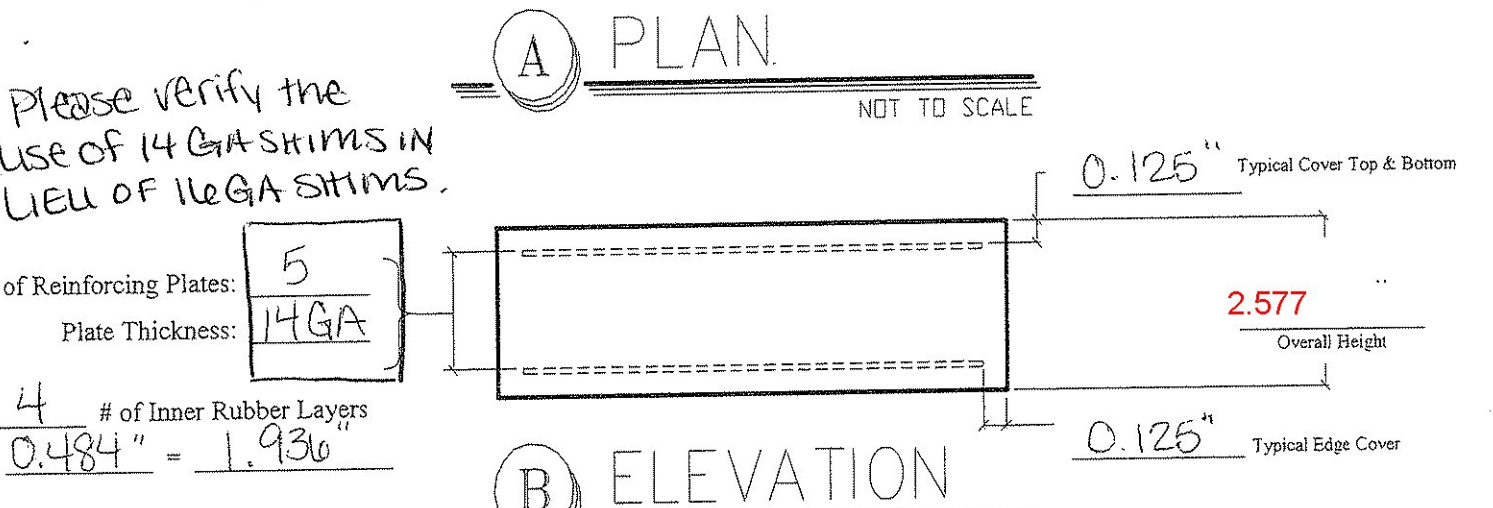 A PLAN.
NOT TO SCALE
Please verify the
use of 14 GA SHIMS IN
LIEU OF 16GA SHIMS.
0.125" Typical Cover Top & Bottom
of Reinforcing Plates: 5
Plate Thickness: 14GA
2.577 "
Overall Height
4 # of Inner Rubber Layers
0.484" = 1.936"
0.125" Typical Edge Cover
B ELEVATION